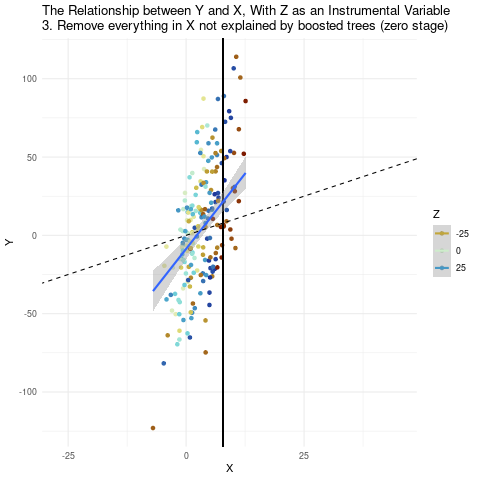 The Relationship between Y and X, With Z as an Instrumental Variable
3. Remove everything in X not explained by boosted trees (zero stage)
100
50
0
-50
-100
Y
-25
0
25
X
Z
-25
0
25